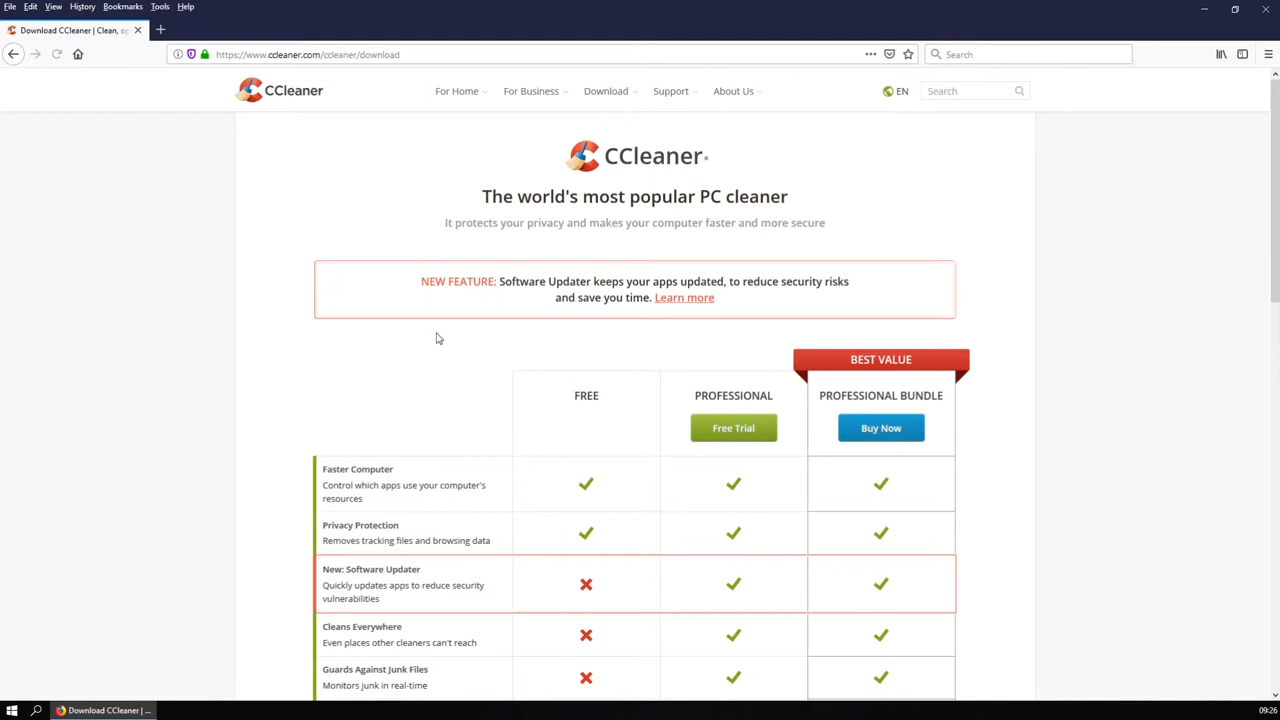 File Edit View History Bookmarks Tools Help
Download CCleaner | Clean, op
https://www.ccleaner.com/ccleaner/download
Search
CCleaner
For Home
For Business
Download
Support
About Us
EN
Search
CCleaner
The world's most popular PC cleaner
It protects your privacy and makes your computer faster and more secure
NEW FEATURE: Software Updater keeps your apps updated, to reduce security risks
and save you time. Learn more
BEST VALUE
FREE
PROFESSIONAL
PROFESSIONAL BUNDLE
Free Trial
Buy Now
Faster Computer
Control which apps use your computer's
resources
Privacy Protection
Removes tracking files and browsing data
New: Software Updater
Quickly updates apps to reduce security
vulnerabilities
Cleans Everywhere
Even places other cleaners can't reach
Guards Against Junk Files
Monitors junk in real-time
Download CCleaner | ...
09:26